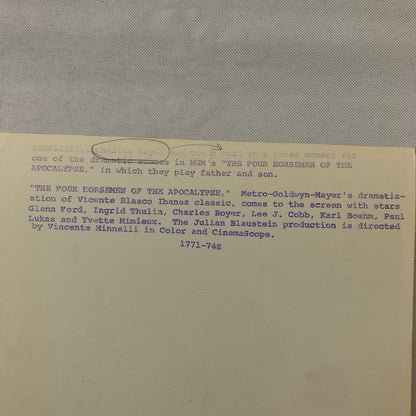 CONFLICT... Charles Boyer and Glenn Ford in a tense moment for
one of the dramatic scenes in MGM's "THE FOUR HORSEMEN OF THE
APOCALYPSE," in which they play father and son.
"THE FOUR HORSEMEN OF THE APOCALYPSE," Metro-Goldwyn-Mayer's dramatiz-
ation of Vicente Blasco Ibanez classic, comes to the screen with stars
Glenn Ford, Ingrid Thulin, Charles Boyer, Lee J. Cobb, Karl Boehm, Paul
Lukas and Yvette Mimieux. The Julian Blaustein production is directed
by Vincente Minnelli in Color and CinemaScope.
1771-74E